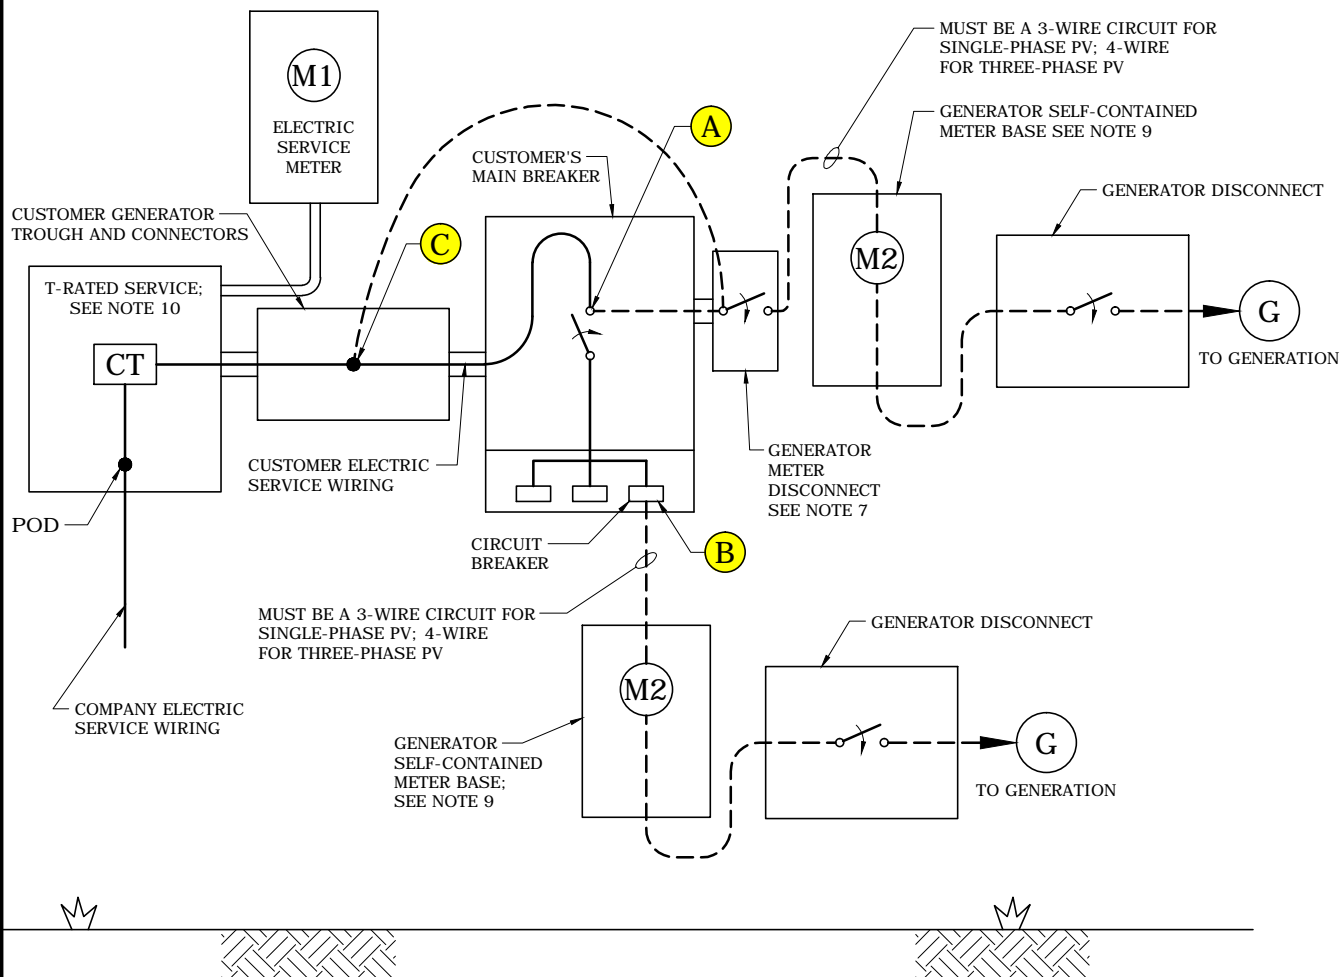 M1
ELECTRIC
SERVICE
METER
MUST BE A 3-WIRE CIRCUIT FOR
SINGLE-PHASE PV; 4-WIRE
FOR THREE-PHASE PV
GENERATOR SELF-CONTAINED
METER BASE SEE NOTE 9
A
CUSTOMER'S
MAIN BREAKER
GENERATOR DISCONNECT
CUSTOMER GENERATOR
TROUGH AND CONNECTORS
C
M2
T-RATED SERVICE;
SEE NOTE 10
G
TO GENERATION
CT
CUSTOMER ELECTRIC
SERVICE WIRING
GENERATOR
METER
DISCONNECT
SEE NOTE 7
POD
CIRCUIT
BREAKER
B
MUST BE A 3-WIRE CIRCUIT FOR
SINGLE-PHASE PV; 4-WIRE
FOR THREE-PHASE PV
GENERATOR DISCONNECT
M2
COMPANY ELECTRIC
SERVICE WIRING
GENERATOR
SELF-CONTAINED
METER BASE;
SEE NOTE 9
G
TO GENERATION